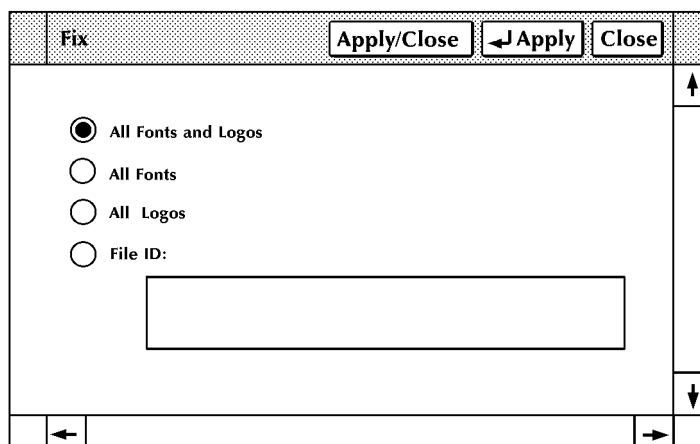 Fix Apply/Close Apply Close
All Fonts and Logos
All Fonts
All Logos
File ID: